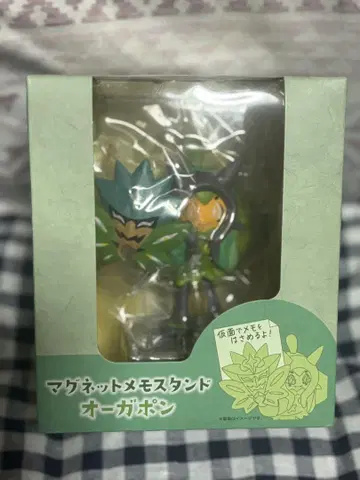 仮面でメモを
はさめるよ！
マグネットメモスタンド
オーガポン